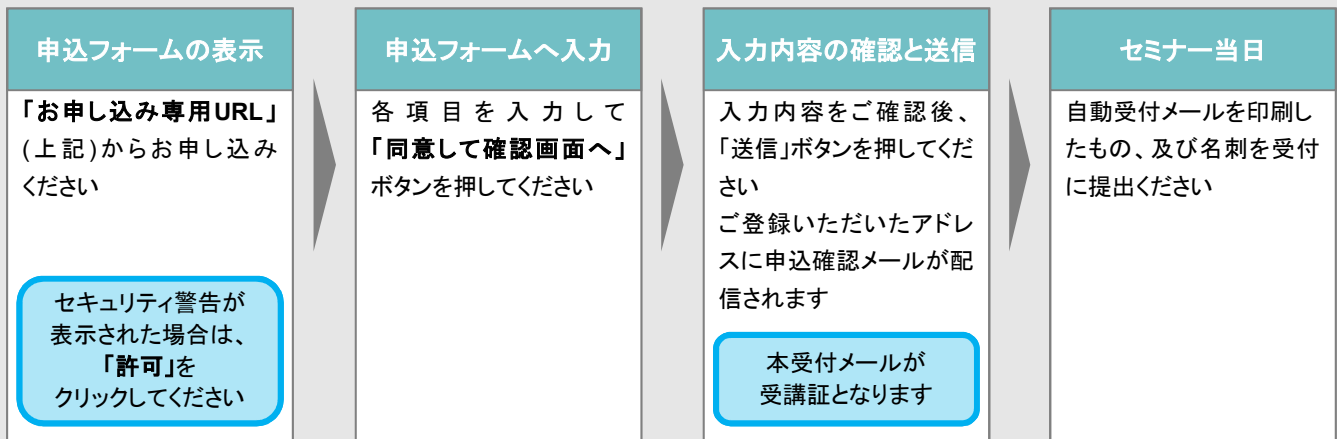 申込フォームの表示
「お申し込み専用URL」
(上記)からお申し込み
ください
セキュリティ警告が
表示された場合は、
「許可」を
クリックしてください
申込フォームへ入力
各項目を入力して
「同意して確認画面へ」
ボタンを押してください
入力内容の確認と送信
入力内容をご確認後、
「送信」ボタンを押してくだ
さい
ご登録いただいたアドレ
スに申込確認メールが配
信されます
本受付メールが
受講証となります
セミナー当日
自動受付メールを印刷し
たもの、及び名刺を受付
に提出ください